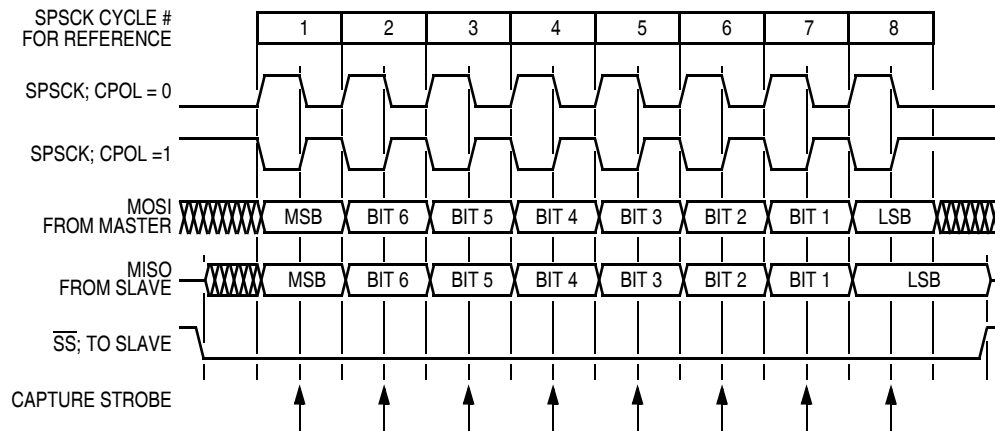 SPSCK CYCLE #
FOR REFERENCE
1 2 3 4 5 6 7 8
SPSCK; CPOL = 0
SPSCK; CPOL =1
MOSI
FROM MASTER
MSB BIT 6 BIT 5 BIT 4 BIT 3 BIT 2 BIT 1 LSB
MISO
FROM SLAVE
MSB BIT 6 BIT 5 BIT 4 BIT 3 BIT 2 BIT 1 LSB
S̅S̅; TO SLAVE
CAPTURE STROBE